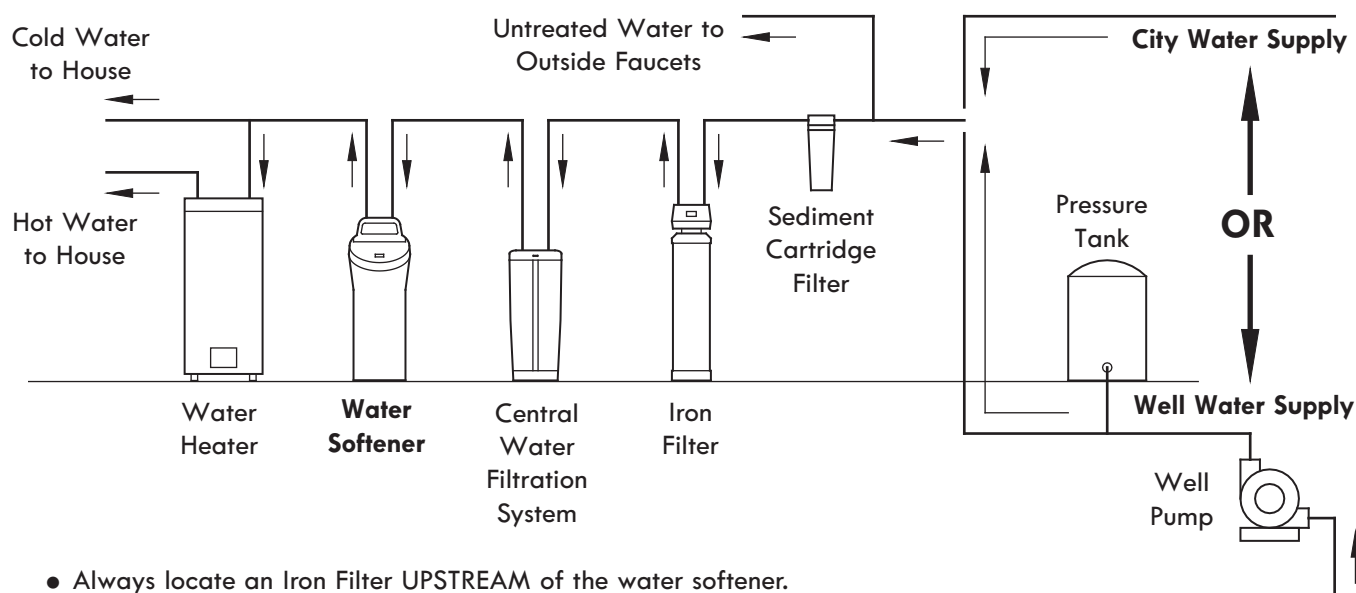 Cold Water
to House
Untreated Water to
Outside Faucets
City Water Supply
Hot Water
to House
Sediment
Cartridge
Filter
Pressure
Tank
OR
Water
Heater
Water
Softener
Central
Water
Filtration
System
Iron
Filter
Well Water Supply
Well
Pump
● Always locate an Iron Filter UPSTREAM of the water softener.